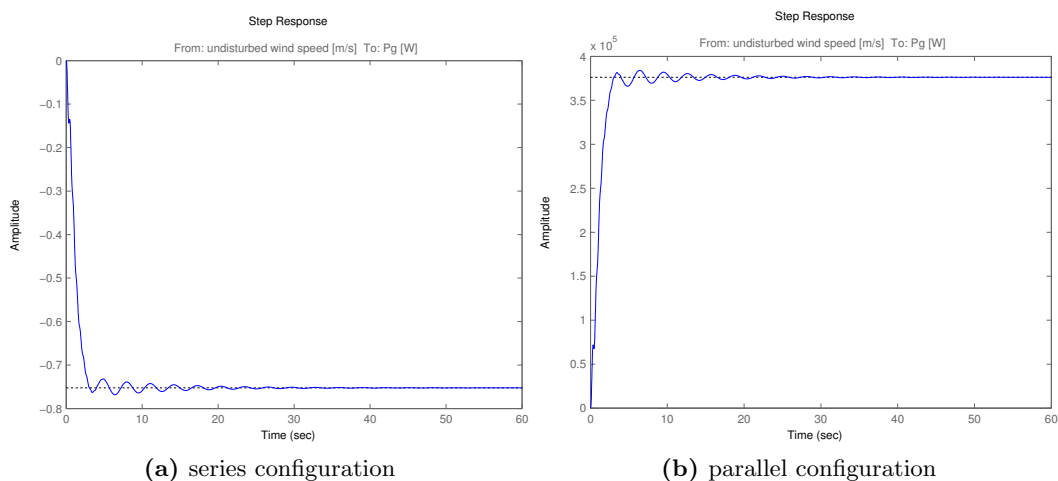 Step Response
From: undisturbed wind speed [m/s]  To: Pg [W]
Amplitude
0
−0.1
−0.2
−0.3
−0.4
−0.5
−0.6
−0.7
−0.8
0 10 20 30 40 50 60
Time (sec)
(a) series configuration
Step Response
From: undisturbed wind speed [m/s]  To: Pg [W]
x 10⁵
Amplitude
4
3.5
3
2.5
2
1.5
1
0.5
0
0 10 20 30 40 50 60
Time (sec)
(b) parallel configuration